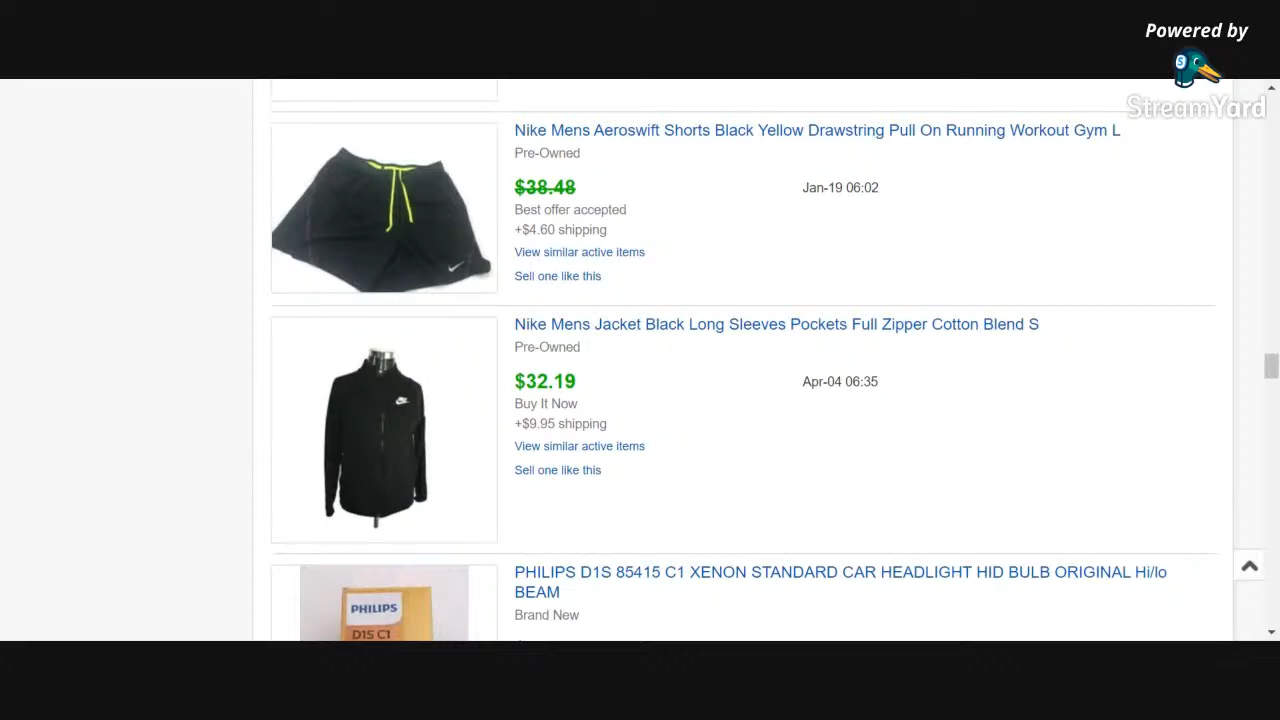 Powered by
StreamYard
Nike Mens Aeroswift Shorts Black Yellow Drawstring Pull On Running Workout Gym L
Pre-Owned
$38.48
Jan-19 06:02
Best offer accepted
+$4.60 shipping
View similar active items
Sell one like this
Nike Mens Jacket Black Long Sleeves Pockets Full Zipper Cotton Blend S
Pre-Owned
$32.19
Apr-04 06:35
Buy It Now
+$9.95 shipping
View similar active items
Sell one like this
PHILIPS D1S 85415 C1 XENON STANDARD CAR HEADLIGHT HID BULB ORIGINAL Hi/lo
BEAM
Brand New
PHILIPS
D1S C1